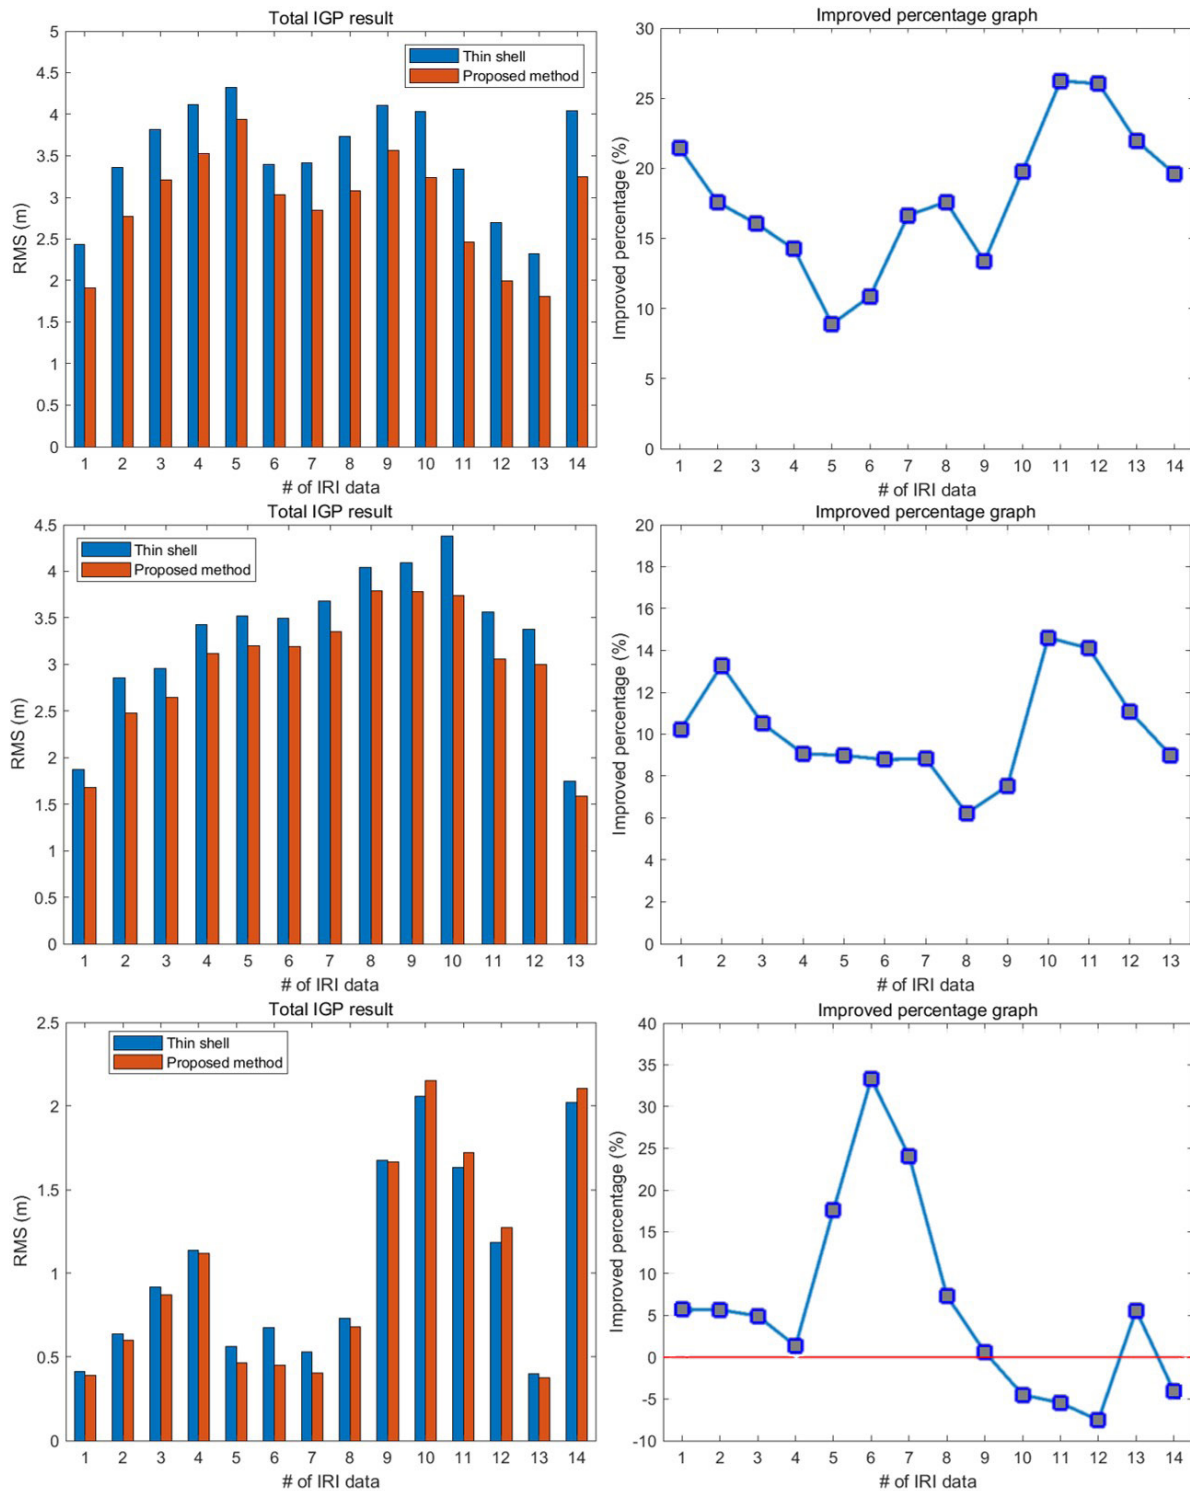 Total IGP result
5
4.5
4
3.5
3
2.5
2
1.5
1
0.5
0
RMS (m)
Thin shell
Proposed method
1 2 3 4 5 6 7 8 9 10 11 12 13 14
# of IRI data
Improved percentage graph
30
25
20
15
10
5
0
Improved percentage (%)
1 2 3 4 5 6 7 8 9 10 11 12 13 14
# of IRI data
Total IGP result
4.5
4
3.5
3
2.5
2
1.5
1
0.5
0
RMS (m)
Thin shell
Proposed method
1 2 3 4 5 6 7 8 9 10 11 12 13
# of IRI data
Improved percentage graph
20
18
16
14
12
10
8
6
4
2
0
Improved percentage (%)
1 2 3 4 5 6 7 8 9 10 11 12 13
# of IRI data
Total IGP result
2.5
2
1.5
1
0.5
0
RMS (m)
Thin shell
Proposed method
1 2 3 4 5 6 7 8 9 10 11 12 13 14
# of IRI data
Improved percentage graph
40
35
30
25
20
15
10
5
0
-5
-10
Improved percentage (%)
1 2 3 4 5 6 7 8 9 10 11 12 13 14
# of IRI data